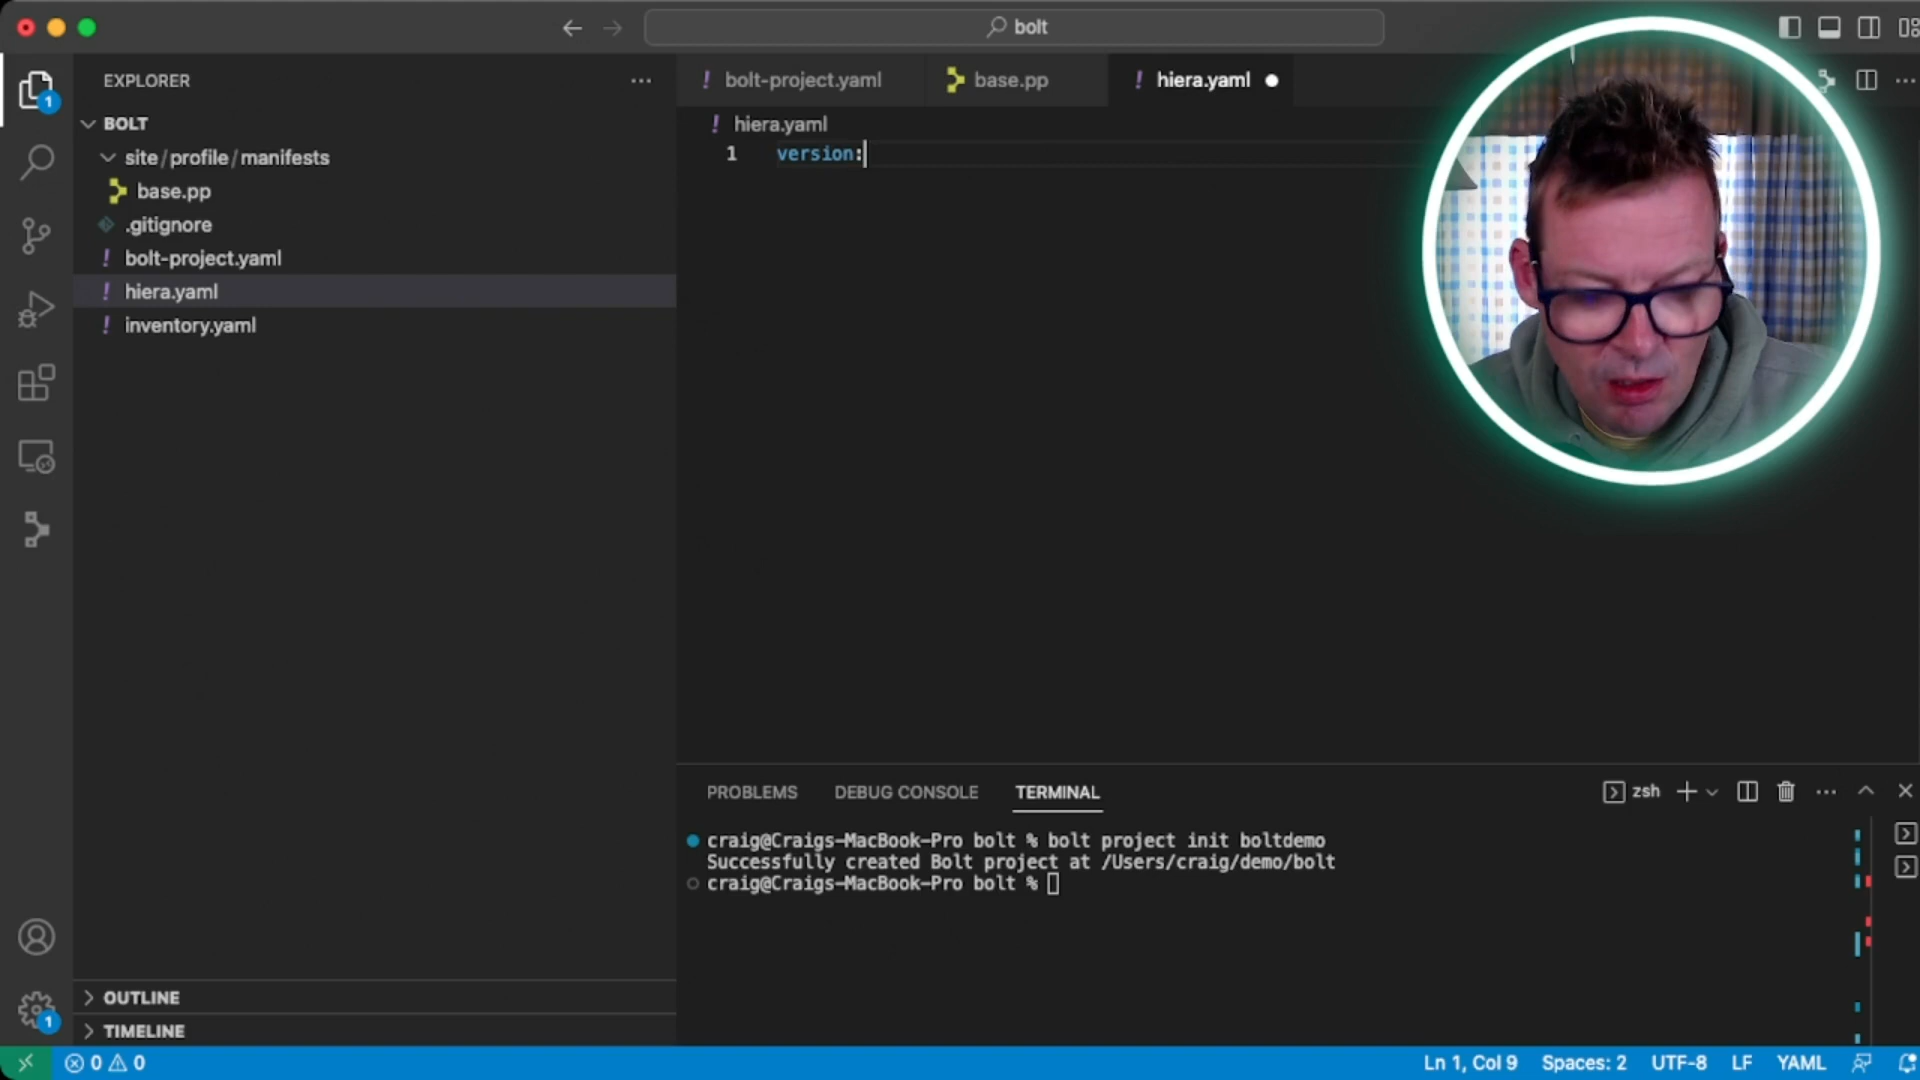 bolt
EXPLORER
1
BOLT
site/profile/manifests
base.pp
.gitignore
bolt-project.yaml
hiera.yaml
inventory.yaml
OUTLINE
1
TIMELINE
! bolt-project.yaml
base.pp
! hiera.yaml
! hiera.yaml
1 version:
PROBLEMS DEBUG CONSOLE TERMINAL
zsh
craig@Craigs-MacBook-Pro bolt % bolt project init boltdemo
Successfully created Bolt project at /Users/craig/demo/bolt
craig@Craigs-MacBook-Pro bolt %
0 0
Ln 1, Col 9 Spaces: 2 UTF-8 LF YAML